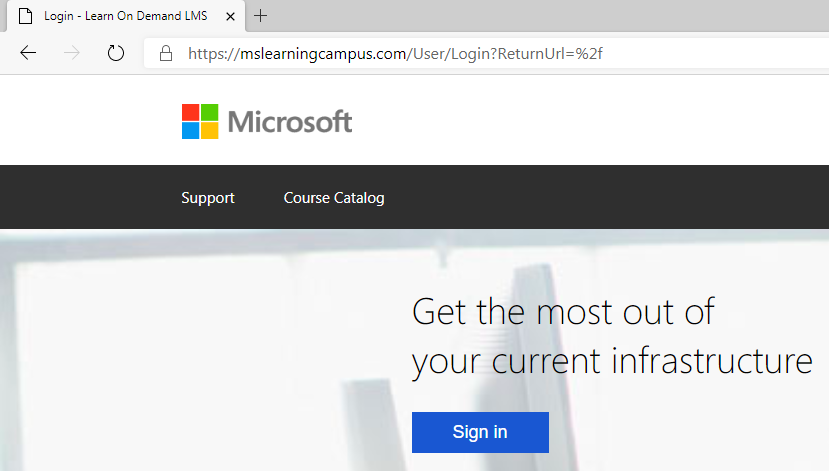 Login - Learn On Demand LMS
https://mslearningcampus.com/User/Login?ReturnUrl=%2f
Microsoft
Support Course Catalog
Get the most out of
your current infrastructure
Sign in